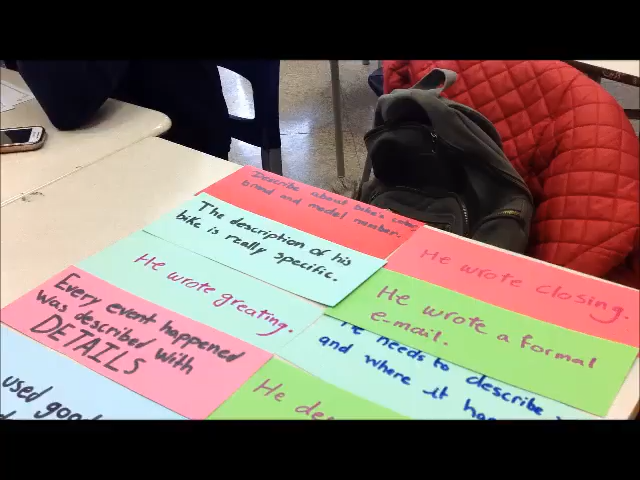 Describe about bike's color,
brand and model number.
The description of his
bike is really specific.
He wrote closing.
He wrote greating.
He wrote a formal
e-mail.
Every event happened
was described with
DETAILS
He needs to describe
and where it
used good
He